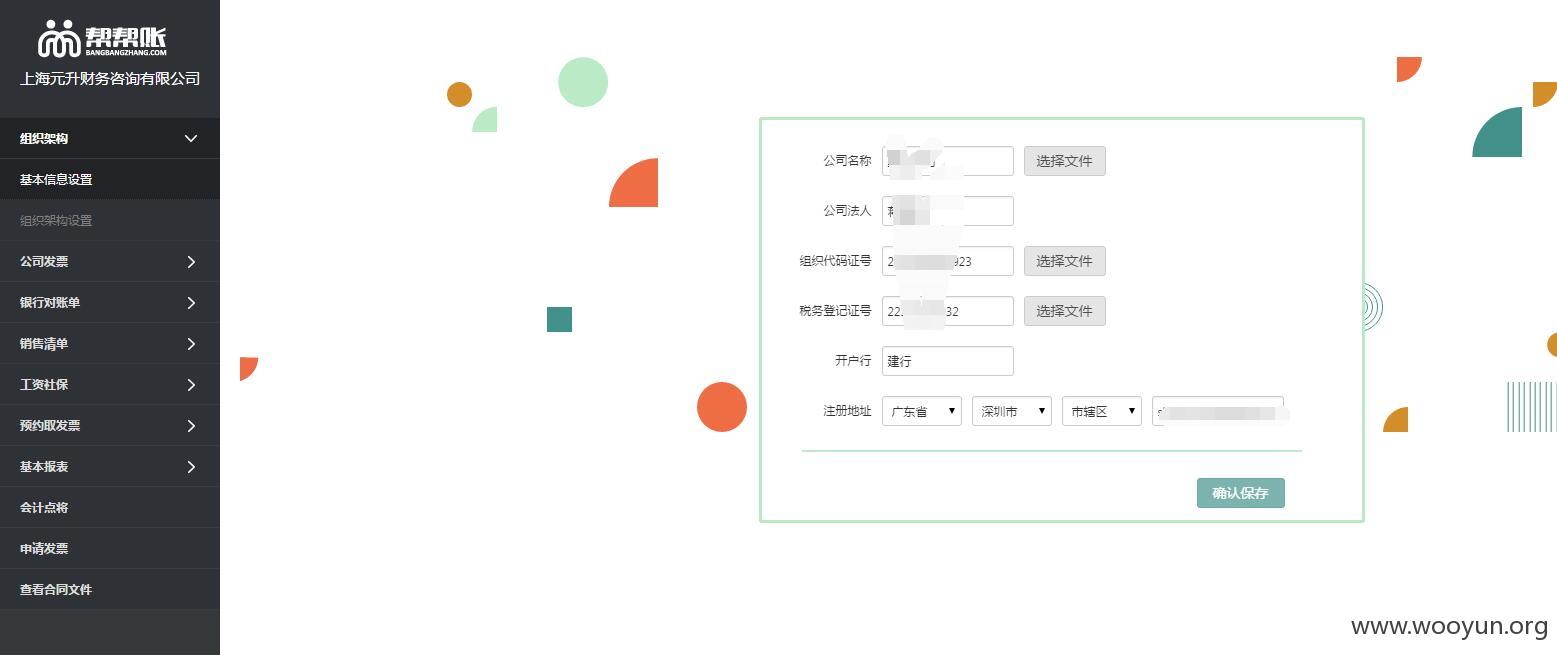 帮帮账
BANGBANGZHANG.COM
上海元升财务咨询有限公司
组织架构
基本信息设置
组织架构设置
公司发票
银行对账单
销售清单
工资社保
预约取发票
基本报表
会计点将
申请发票
查看合同文件
公司名称 选择文件
公司法人
组织代码证号 2 923 选择文件
税务登记证号 22 32 选择文件
开户行 建行
注册地址 广东省 深圳市 市辖区
确认保存
www.wooyun.org